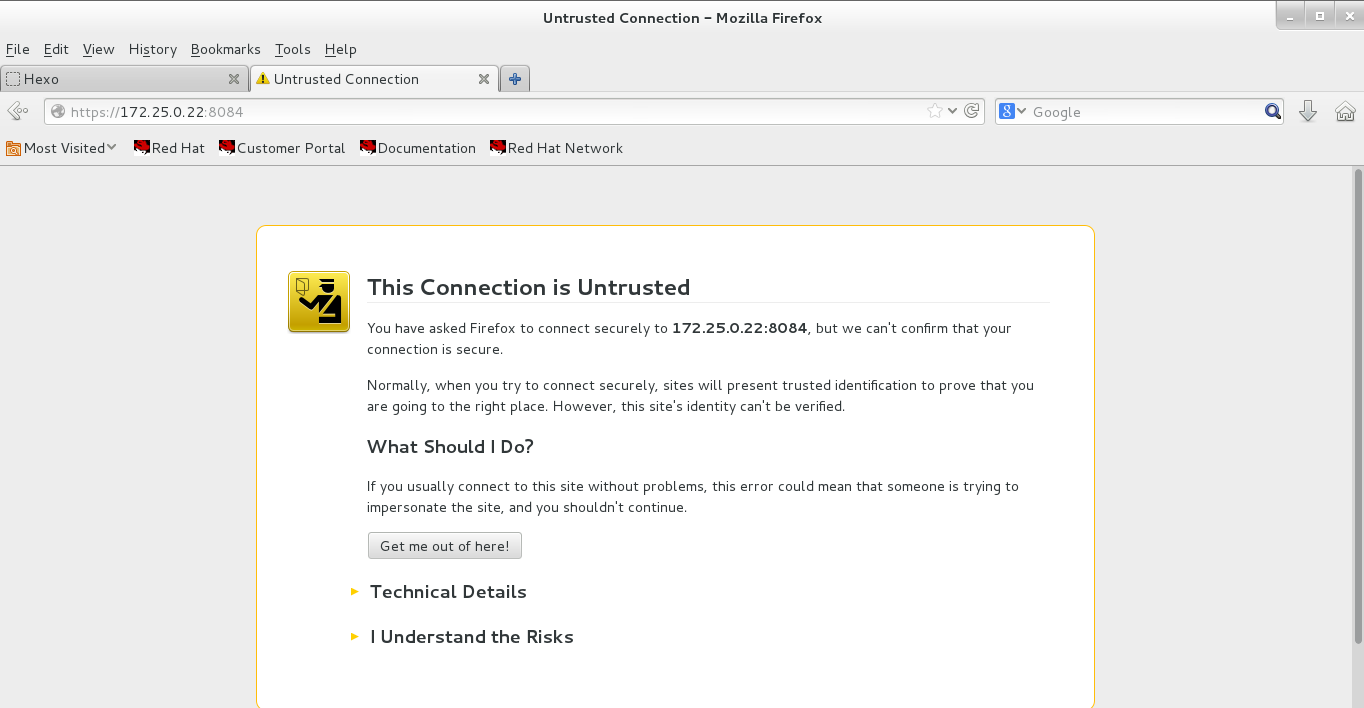 Untrusted Connection - Mozilla Firefox
File Edit View History Bookmarks Tools Help
Hexo Untrusted Connection
https://172.25.0.22:8084 8 Google
Most Visited Red Hat Customer Portal Documentation Red Hat Network
This Connection is Untrusted
You have asked Firefox to connect securely to 172.25.0.22:8084, but we can't confirm that your
connection is secure.
Normally, when you try to connect securely, sites will present trusted identification to prove that you
are going to the right place. However, this site's identity can't be verified.
What Should I Do?
If you usually connect to this site without problems, this error could mean that someone is trying to
impersonate the site, and you shouldn't continue.
Get me out of here!
Technical Details
I Understand the Risks